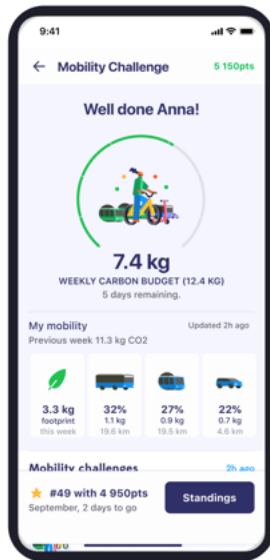 9:41
Mobility Challenge 5 150pts
Well done Anna!
7.4 kg
WEEKLY CARBON BUDGET (12.4 KG)
5 days remaining.
My mobility Updated 2h ago
Previous week 11.3 kg CO2
3.3 kg 32% 27% 22%
footprint 1.1 kg 0.9 kg 0.7 kg
this week 19.6 km 19.5 km 4.6 km
Mobility challenges 2h ago
#49 with 4 950pts
September, 2 days to go
Standings